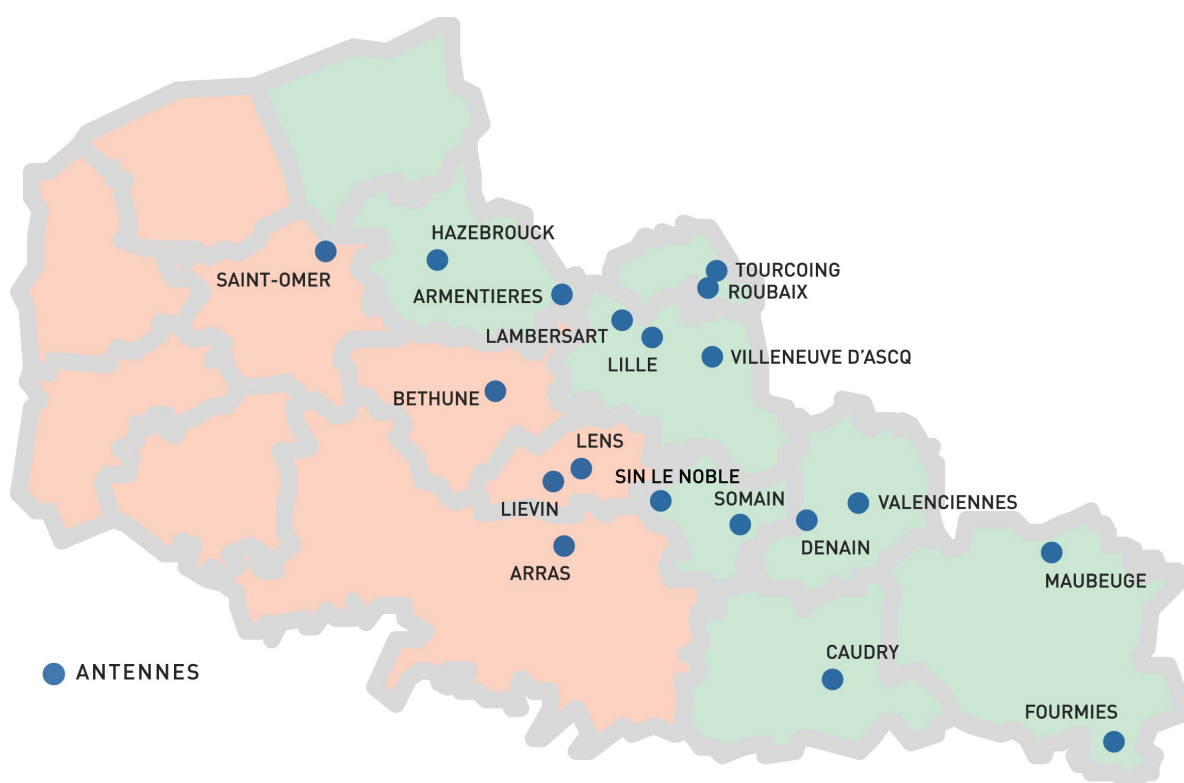 HAZEBROUCK
SAINT-OMER
TOURCOING
ROUBAIX
ARMENTIERES
LAMBERSART
LILLE
VILLENEUVE D'ASCQ
BETHUNE
LENS
SIN LE NOBLE
SOMAIN
VALENCIENNES
LIEVIN
DENAIN
ARRAS
MAUBEUGE
CAUDRY
ANTENNES
FOURMIES